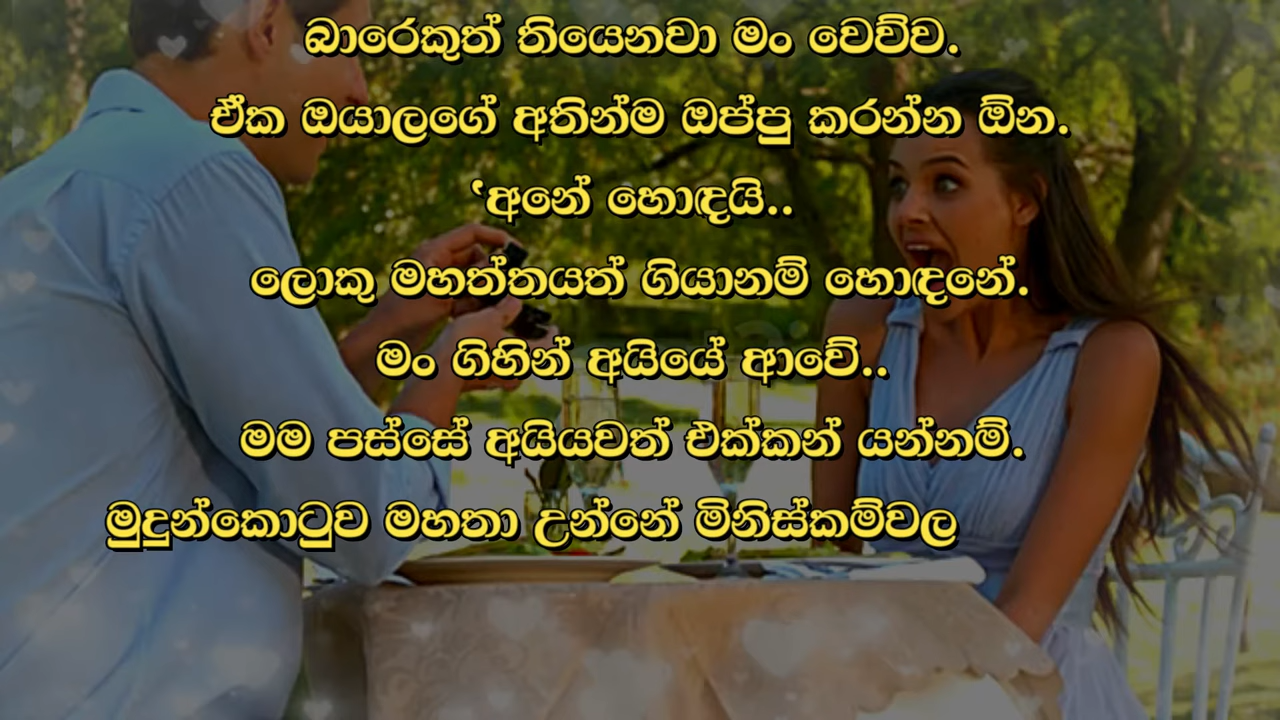 බාරෙකුත් තියෙනවා මං වෙච්ව.
ඒක ඔයාලගේ අතින්ම ඔප්පු කරන්න ඕන.
‘අනේ හොඳයි..
ලොකු මහත්තයත් ගියානම් හොඳනේ.
මං ගිහින් අයියේ ආවේ..
මම පස්සේ අයියවත් එක්කන් යන්නම්.
මුදුන්කොටුව මහතා උන්නේ මිනිස්කම්වල